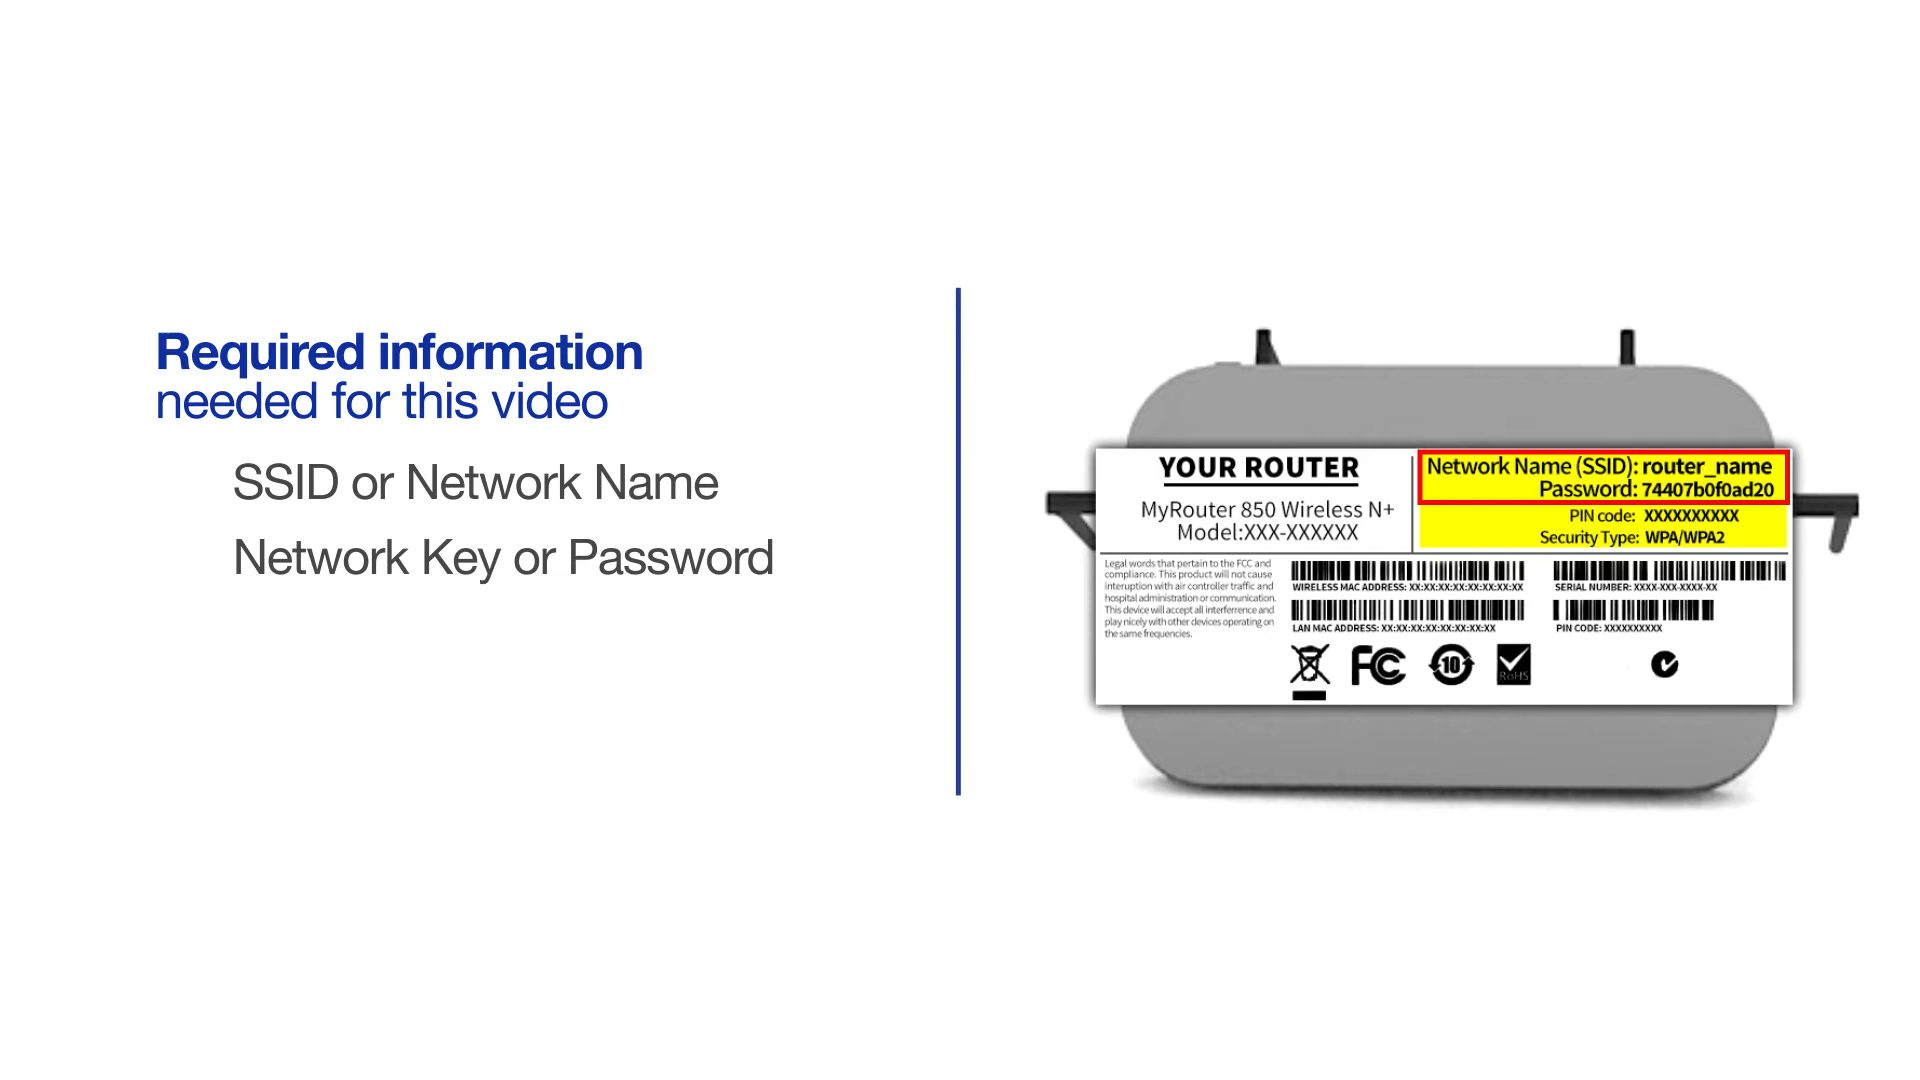 Required information
needed for this video
SSID or Network Name
Network Key or Password
YOUR ROUTER
MyRouter 850 Wireless N+
Model:XXX-XXXXXX
Network Name (SSID): router_name
Password: 74407b0f0ad20
PIN code: XXXXXXXXXX
Security Type: WPA/WPA2
Legal words that pertain to the FCC and
compliance. This product will not cause
interuption with air controller traffic and
hospital administration or communication.
This device will accept all interferrence and
play nicely with other devices operating on
the same frequencies.
WIRELESS MAC ADDRESS: XX:XX:XX:XX:XX:XX:XX:XX
SERIAL NUMBER: XXXX-XXX-XXXX-XX
LAN MAC ADDRESS: XX:XX:XX:XX:XX:XX:XX:XX
PIN CODE: XXXXXXXXXX
FC
10
RoHS